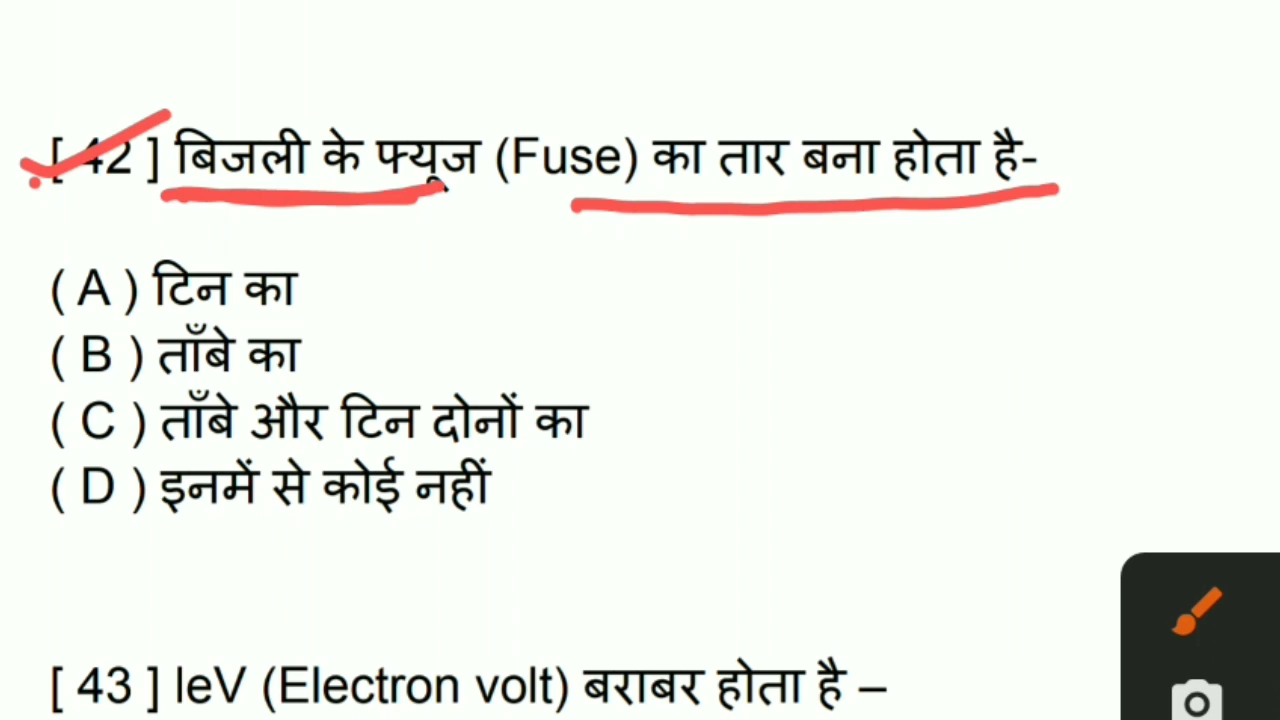 [ 42 ] बिजली के फ्यूज (Fuse) का तार बना होता है-
( A ) टिन का
( B ) ताँबे का
( C ) ताँबे और टिन दोनों का
( D ) इनमें से कोई नहीं
[ 43 ] leV (Electron volt) बराबर होता है –